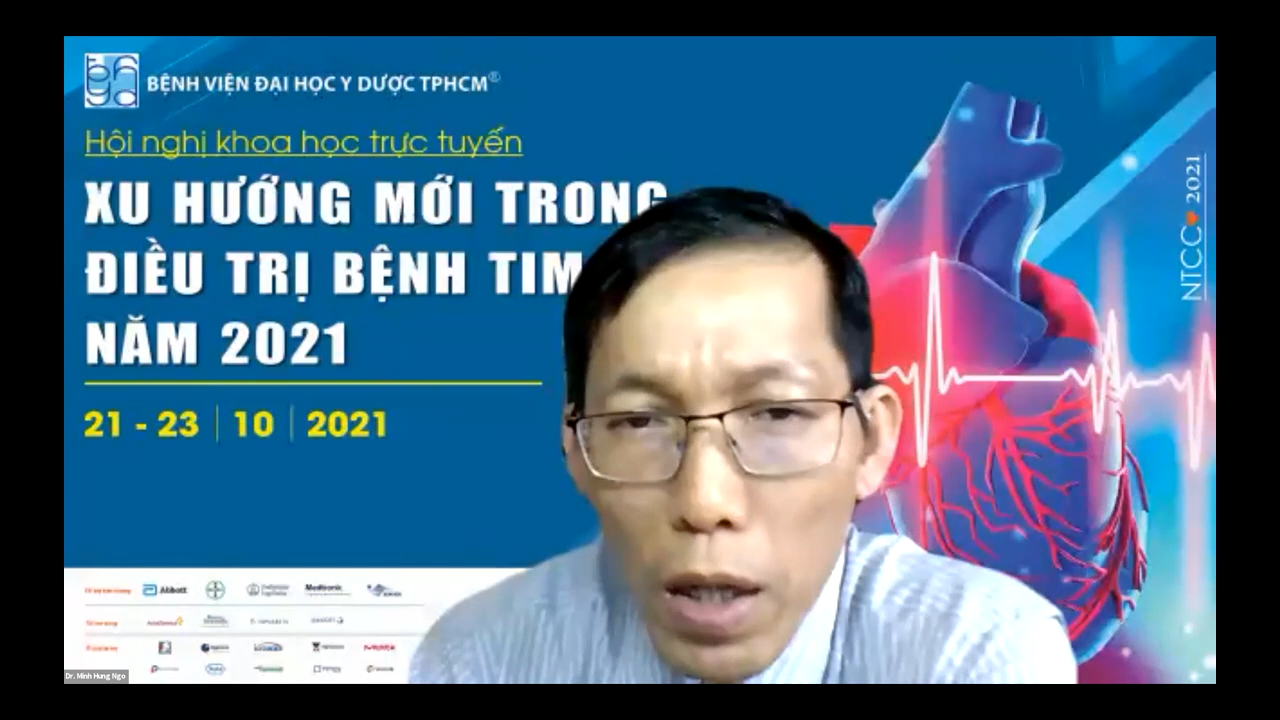 BỆNH VIỆN ĐẠI HỌC Y DƯỢC TPHCM®
Hội nghị khoa học trực tuyến
XU HƯỚNG MỚI TRONG
ĐIỀU TRỊ BỆNH TIM
NĂM 2021
21 - 23 | 10 | 2021
NTCC 2021
Abbott
Medtronic
Dr. Minh Hung Ngo